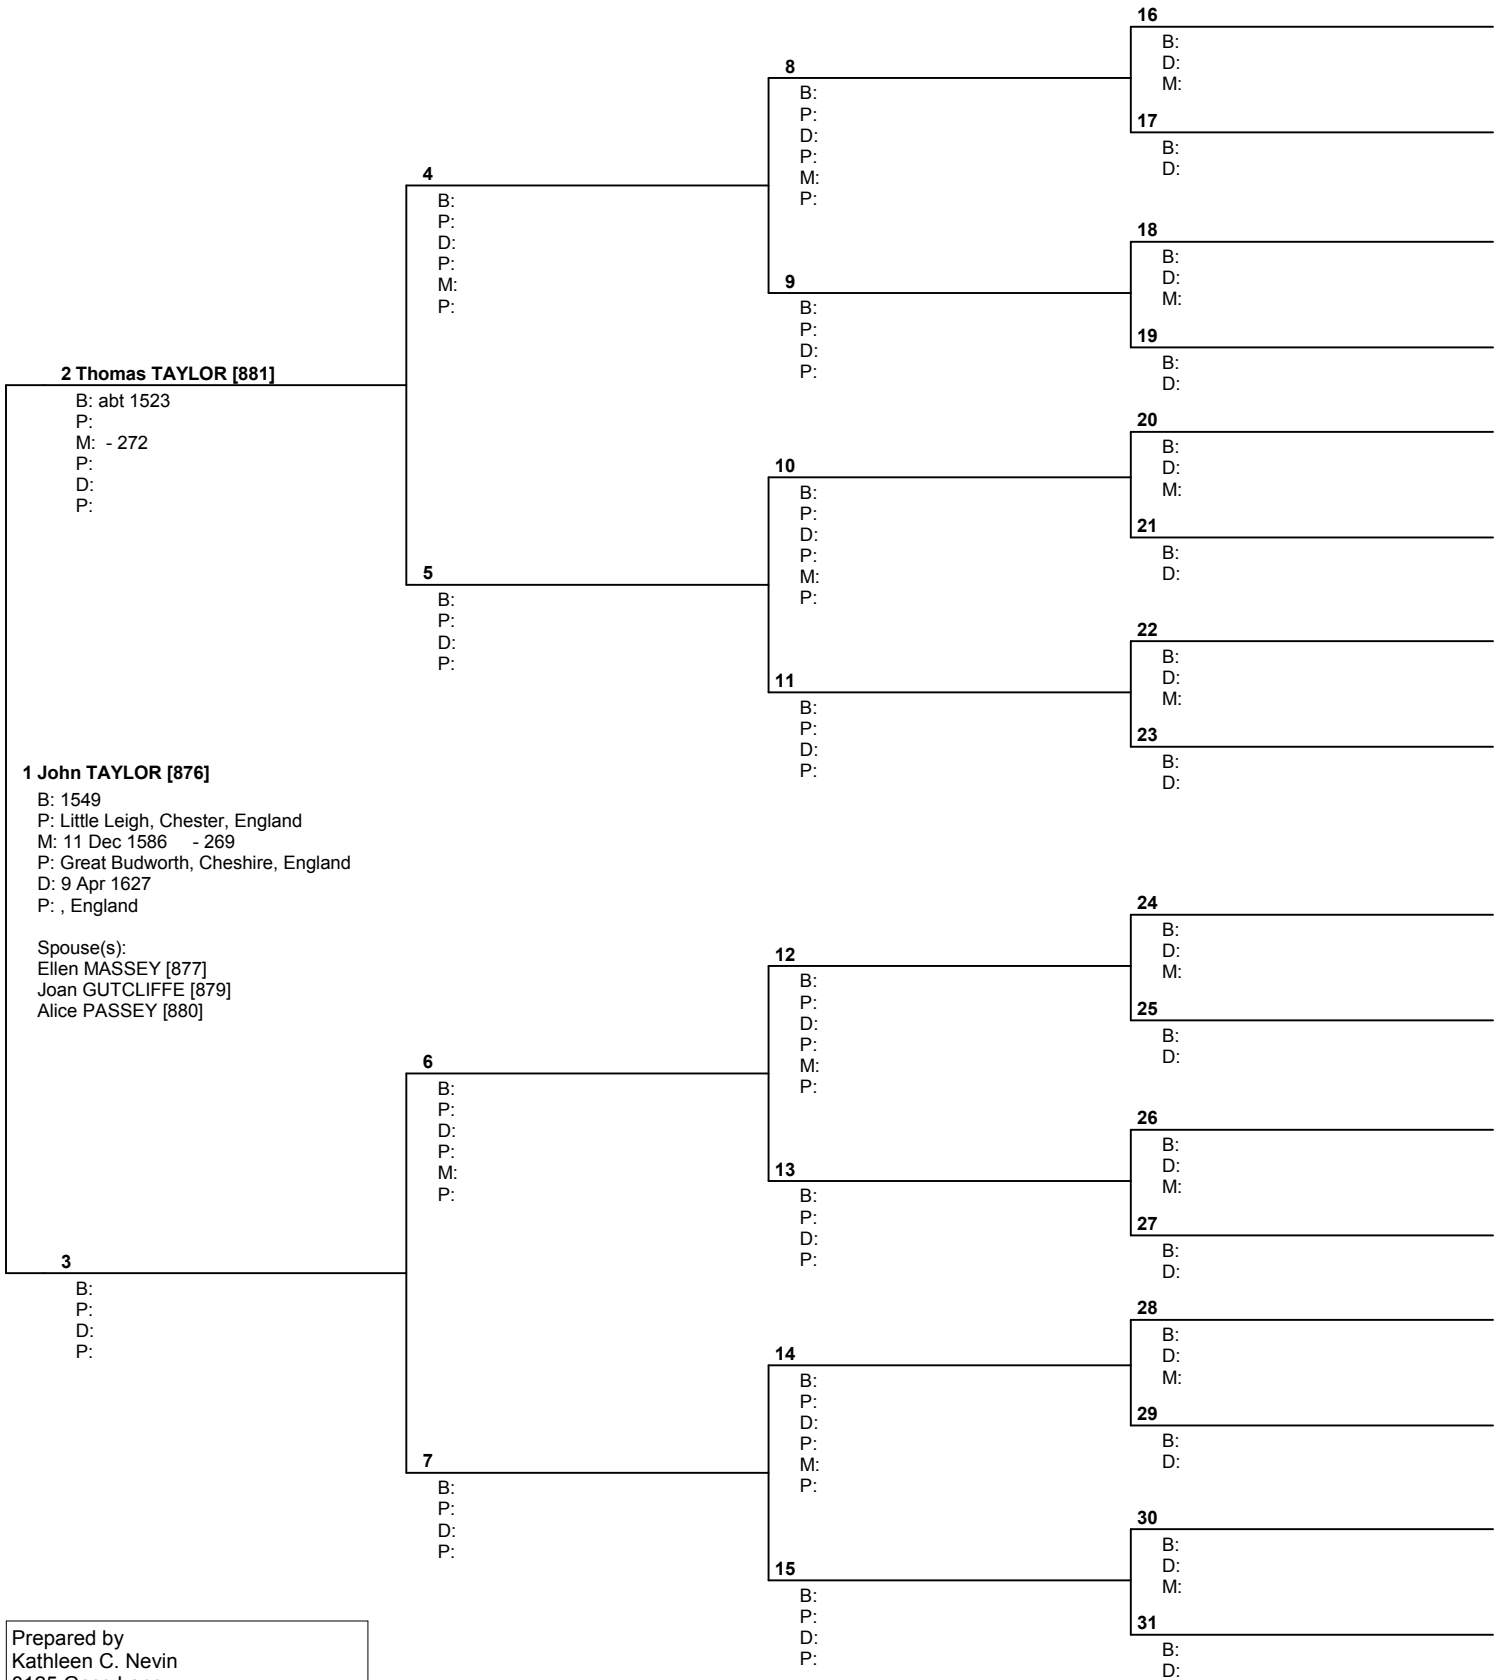 16
B:
D:
M:
8
B:
P:
D:
P:
M:
P:
17
B:
D:
4
B:
P:
D:
P:
M:
P:
18
B:
D:
M:
9
B:
P:
D:
P:
19
B:
D:
2 Thomas TAYLOR [881]
B: abt 1523
P:
M: - 272
P:
D:
P:
20
B:
D:
M:
10
B:
P:
D:
P:
M:
P:
21
B:
D:
5
B:
P:
D:
P:
22
B:
D:
M:
11
B:
P:
D:
P:
23
B:
D:
1 John TAYLOR [876]
B: 1549
P: Little Leigh, Chester, England
M: 11 Dec 1586 - 269
P: Great Budworth, Cheshire, England
D: 9 Apr 1627
P: , England
Spouse(s):
Ellen MASSEY [877]
Joan GUTCLIFFE [879]
Alice PASSEY [880]
24
B:
D:
M:
12
B:
P:
D:
P:
M:
P:
25
B:
D:
6
B:
P:
D:
P:
M:
P:
26
B:
D:
M:
13
B:
P:
D:
P:
27
B:
D:
3
B:
P:
D:
P:
28
B:
D:
M:
14
B:
P:
D:
P:
M:
P:
29
B:
D:
7
B:
P:
D:
P:
30
B:
D:
M:
15
B:
P:
D:
P:
31
B:
D:
Prepared by
Kathleen C. Nevin